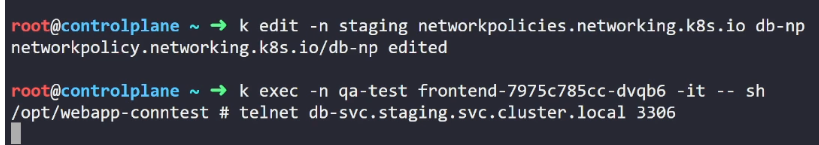 root@controlplane ~ ➜ k edit -n staging networkpolicies.networking.k8s.io db-np
networkpolicy.networking.k8s.io/db-np edited
root@controlplane ~ ➜ k exec -n qa-test frontend-7975c785cc-dvqb6 -it -- sh
/opt/webapp-conntest # telnet db-svc.staging.svc.cluster.local 3306